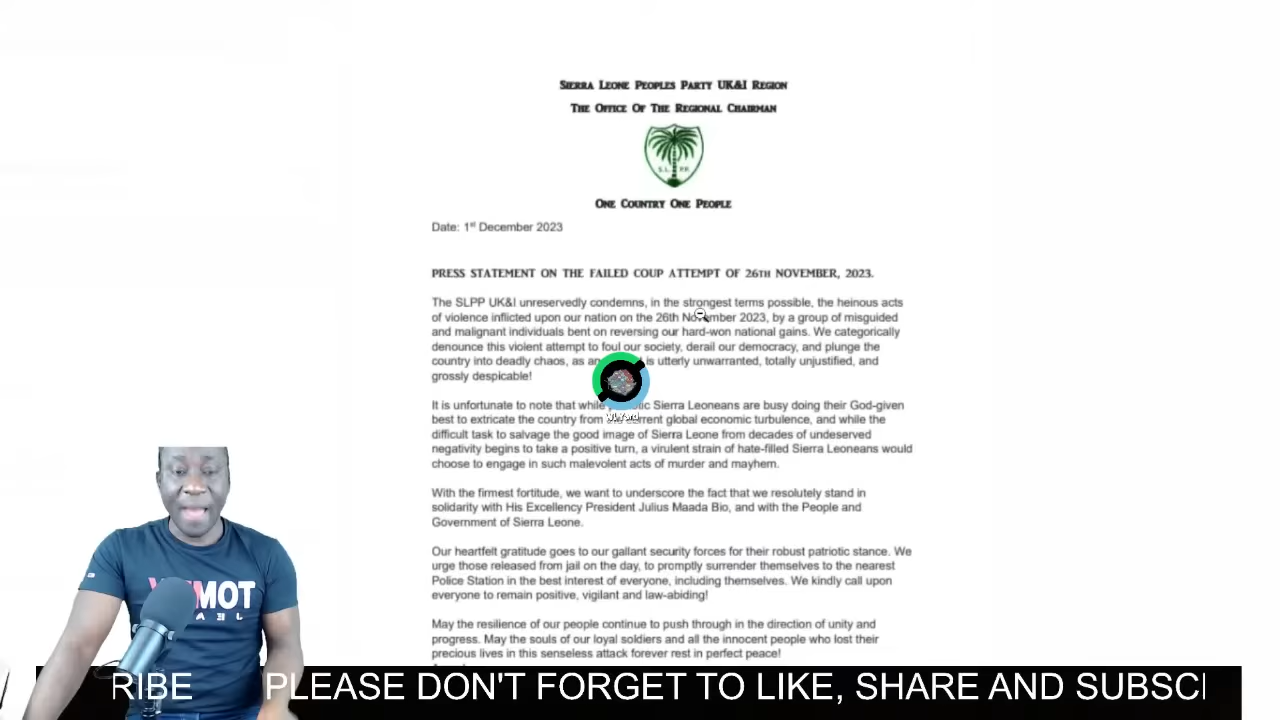 SIERRA LEONE PEOPLES PARTY UK&I REGION
THE OFFICE OF THE REGIONAL CHAIRMAN
S.L.P.P.
ONE COUNTRY ONE PEOPLE
Date: 1st December 2023
PRESS STATEMENT ON THE FAILED COUP ATTEMPT OF 26TH NOVEMBER, 2023.
The SLPP UK&I unreservedly condemns, in the strongest terms possible, the heinous acts
of violence inflicted upon our nation on the 26th November 2023, by a group of misguided
and malignant individuals bent on reversing our hard-won national gains. We categorically
denounce this violent attempt to foul our society, derail our democracy, and plunge the
country into deadly chaos, as is utterly unwarranted, totally unjustified, and
grossly despicable!
It is unfortunate to note that while Sierra Leoneans are busy doing their God-given
best to extricate the country from global economic turbulence, and while the
difficult task to salvage the good image of Sierra Leone from decades of undeserved
negativity begins to take a positive turn, a virulent strain of hate-filled Sierra Leoneans would
choose to engage in such malevolent acts of murder and mayhem.
With the firmest fortitude, we want to underscore the fact that we resolutely stand in
solidarity with His Excellency President Julius Maada Bio, and with the People and
Government of Sierra Leone.
Our heartfelt gratitude goes to our gallant security forces for their robust patriotic stance. We
urge those released from jail on the day, to promptly surrender themselves to the nearest
Police Station in the best interest of everyone, including themselves. We kindly call upon
everyone to remain positive, vigilant and law-abiding!
May the resilience of our people continue to push through in the direction of unity and
progress. May the souls of our loyal soldiers and all the innocent people who lost their
precious lives in this senseless attack forever rest in perfect peace!
RIBE PLEASE DON'T FORGET TO LIKE, SHARE AND SUBSCI